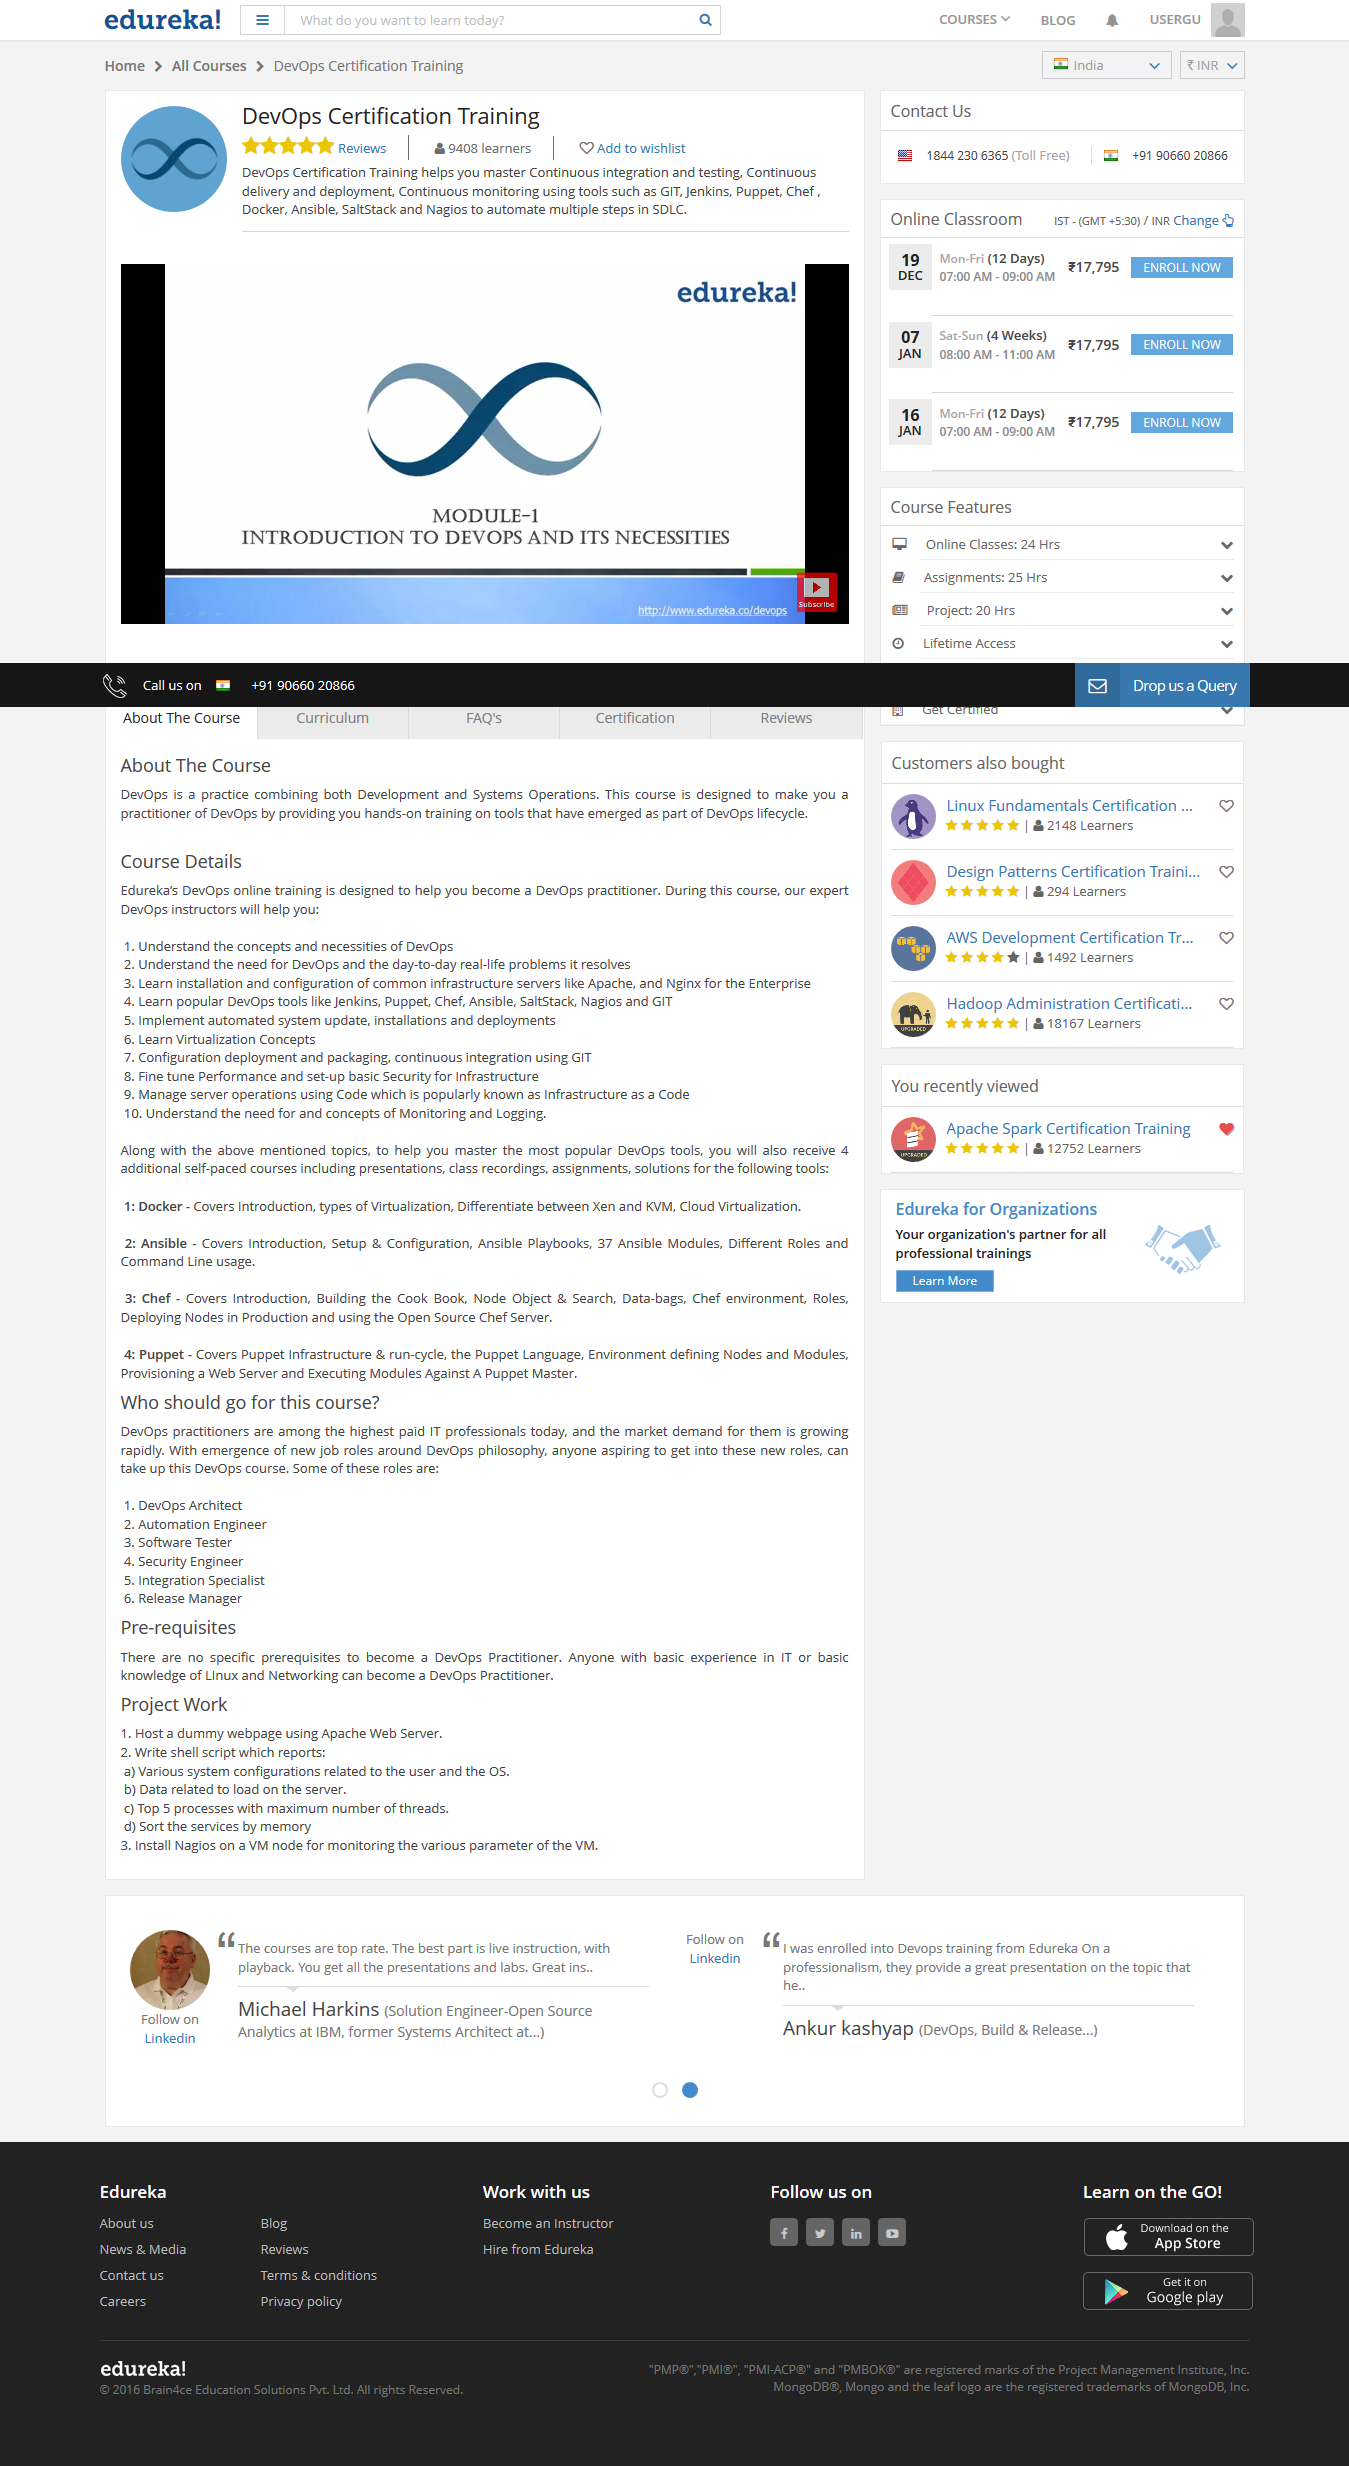 edureka!
What do you want to learn today?
COURSES
BLOG
USERGU
Home > All Courses > DevOps Certification Training
India
₹ INR
DevOps Certification Training
Reviews
9408 learners
Add to wishlist
DevOps Certification Training helps you master Continuous integration and testing, Continuous
delivery and deployment, Continuous monitoring using tools such as GIT, Jenkins, Puppet, Chef ,
Docker, Ansible, SaltStack and Nagios to automate multiple steps in SDLC.
edureka!
MODULE-1
INTRODUCTION TO DEVOPS AND ITS NECESSITIES
http://www.edureka.co/devops
Subscribe
Contact Us
1844 230 6365 (Toll Free)
+91 90660 20866
Online Classroom
IST - (GMT +5:30) / INR Change
19 DEC
Mon-Fri (12 Days)
07:00 AM - 09:00 AM
₹17,795
ENROLL NOW
07 JAN
Sat-Sun (4 Weeks)
08:00 AM - 11:00 AM
₹17,795
ENROLL NOW
16 JAN
Mon-Fri (12 Days)
07:00 AM - 09:00 AM
₹17,795
ENROLL NOW
Course Features
Online Classes: 24 Hrs
Assignments: 25 Hrs
Project: 20 Hrs
Lifetime Access
Get Certified
Call us on
+91 90660 20866
Drop us a Query
About The Course
Curriculum
FAQ's
Certification
Reviews
About The Course
DevOps is a practice combining both Development and Systems Operations. This course is designed to make you a
practitioner of DevOps by providing you hands-on training on tools that have emerged as part of DevOps lifecycle.
Course Details
Edureka's DevOps online training is designed to help you become a DevOps practitioner. During this course, our expert
DevOps instructors will help you:
1. Understand the concepts and necessities of DevOps
2. Understand the need for DevOps and the day-to-day real-life problems it resolves
3. Learn installation and configuration of common infrastructure servers like Apache, and Nginx for the Enterprise
4. Learn popular DevOps tools like Jenkins, Puppet, Chef, Ansible, SaltStack, Nagios and GIT
5. Implement automated system update, installations and deployments
6. Learn Virtualization Concepts
7. Configuration deployment and packaging, continuous integration using GIT
8. Fine tune Performance and set-up basic Security for Infrastructure
9. Manage server operations using Code which is popularly known as Infrastructure as a Code
10. Understand the need for and concepts of Monitoring and Logging.
Along with the above mentioned topics, to help you master the most popular DevOps tools, you will also receive 4
additional self-paced courses including presentations, class recordings, assignments, solutions for the following tools:
1: Docker - Covers Introduction, types of Virtualization, Differentiate between Xen and KVM, Cloud Virtualization.
2: Ansible - Covers Introduction, Setup & Configuration, Ansible Playbooks, 37 Ansible Modules, Different Roles and
Command Line usage.
3: Chef - Covers Introduction, Building the Cook Book, Node Object & Search, Data-bags, Chef environment, Roles,
Deploying Nodes in Production and using the Open Source Chef Server.
4: Puppet - Covers Puppet Infrastructure & run-cycle, the Puppet Language, Environment defining Nodes and Modules,
Provisioning a Web Server and Executing Modules Against A Puppet Master.
Who should go for this course?
DevOps practitioners are among the highest paid IT professionals today, and the market demand for them is growing
rapidly. With emergence of new job roles around DevOps philosophy, anyone aspiring to get into these new roles, can
take up this DevOps course. Some of these roles are:
1. DevOps Architect
2. Automation Engineer
3. Software Tester
4. Security Engineer
5. Integration Specialist
6. Release Manager
Pre-requisites
There are no specific prerequisites to become a DevOps Practitioner. Anyone with basic experience in IT or basic
knowledge of LInux and Networking can become a DevOps Practitioner.
Project Work
1. Host a dummy webpage using Apache Web Server.
2. Write shell script which reports:
a) Various system configurations related to the user and the OS.
b) Data related to load on the server.
c) Top 5 processes with maximum number of threads.
d) Sort the services by memory
3. Install Nagios on a VM node for monitoring the various parameter of the VM.
Customers also bought
Linux Fundamentals Certification ...
| 2148 Learners
Design Patterns Certification Traini...
| 294 Learners
AWS Development Certification Tr...
| 1492 Learners
UPGRADED
Hadoop Administration Certificati...
| 18167 Learners
You recently viewed
UPGRADED
Apache Spark Certification Training
| 12752 Learners
Edureka for Organizations
Your organization's partner for all
professional trainings
Learn More
Follow on
Linkedin
“ The courses are top rate. The best part is live instruction, with
playback. You get all the presentations and labs. Great ins..
Michael Harkins (Solution Engineer-Open Source
Analytics at IBM, former Systems Architect at...)
Follow on
Linkedin
“ I was enrolled into Devops training from Edureka On a
professionalism, they provide a great presentation on the topic that
he..
Ankur kashyap (DevOps, Build & Release...)
Edureka
About us
News & Media
Contact us
Careers
Blog
Reviews
Terms & conditions
Privacy policy
Work with us
Become an Instructor
Hire from Edureka
Follow us on
Learn on the GO!
Download on the
App Store
Get it on
Google play
edureka!
© 2016 Brain4ce Education Solutions Pvt. Ltd. All rights Reserved.
"PMP®","PMI®", "PMI-ACP®" and "PMBOK®" are registered marks of the Project Management Institute, Inc.
MongoDB®, Mongo and the leaf logo are the registered trademarks of MongoDB, Inc.